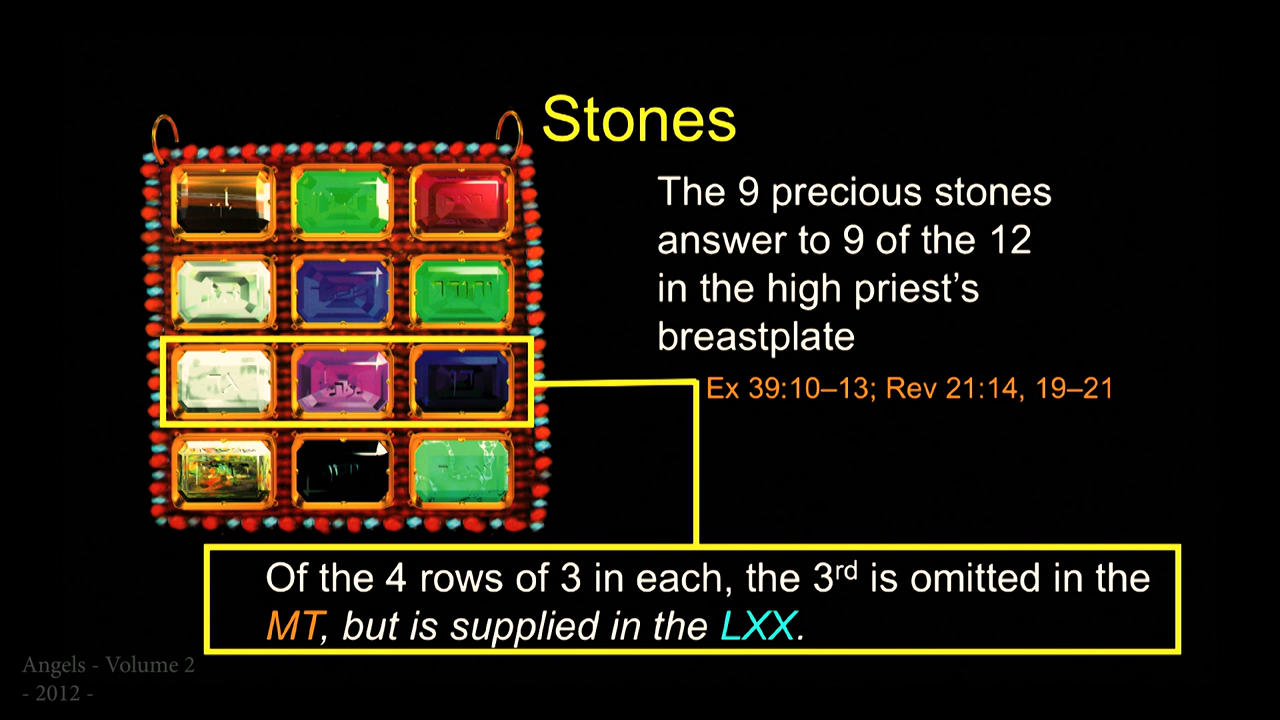 Stones
The 9 precious stones
answer to 9 of the 12
in the high priest’s
breastplate
Ex 39:10–13; Rev 21:14, 19–21
Of the 4 rows of 3 in each, the 3rd is omitted in the
MT, but is supplied in the LXX.
Angels - Volume 2
- 2012 -